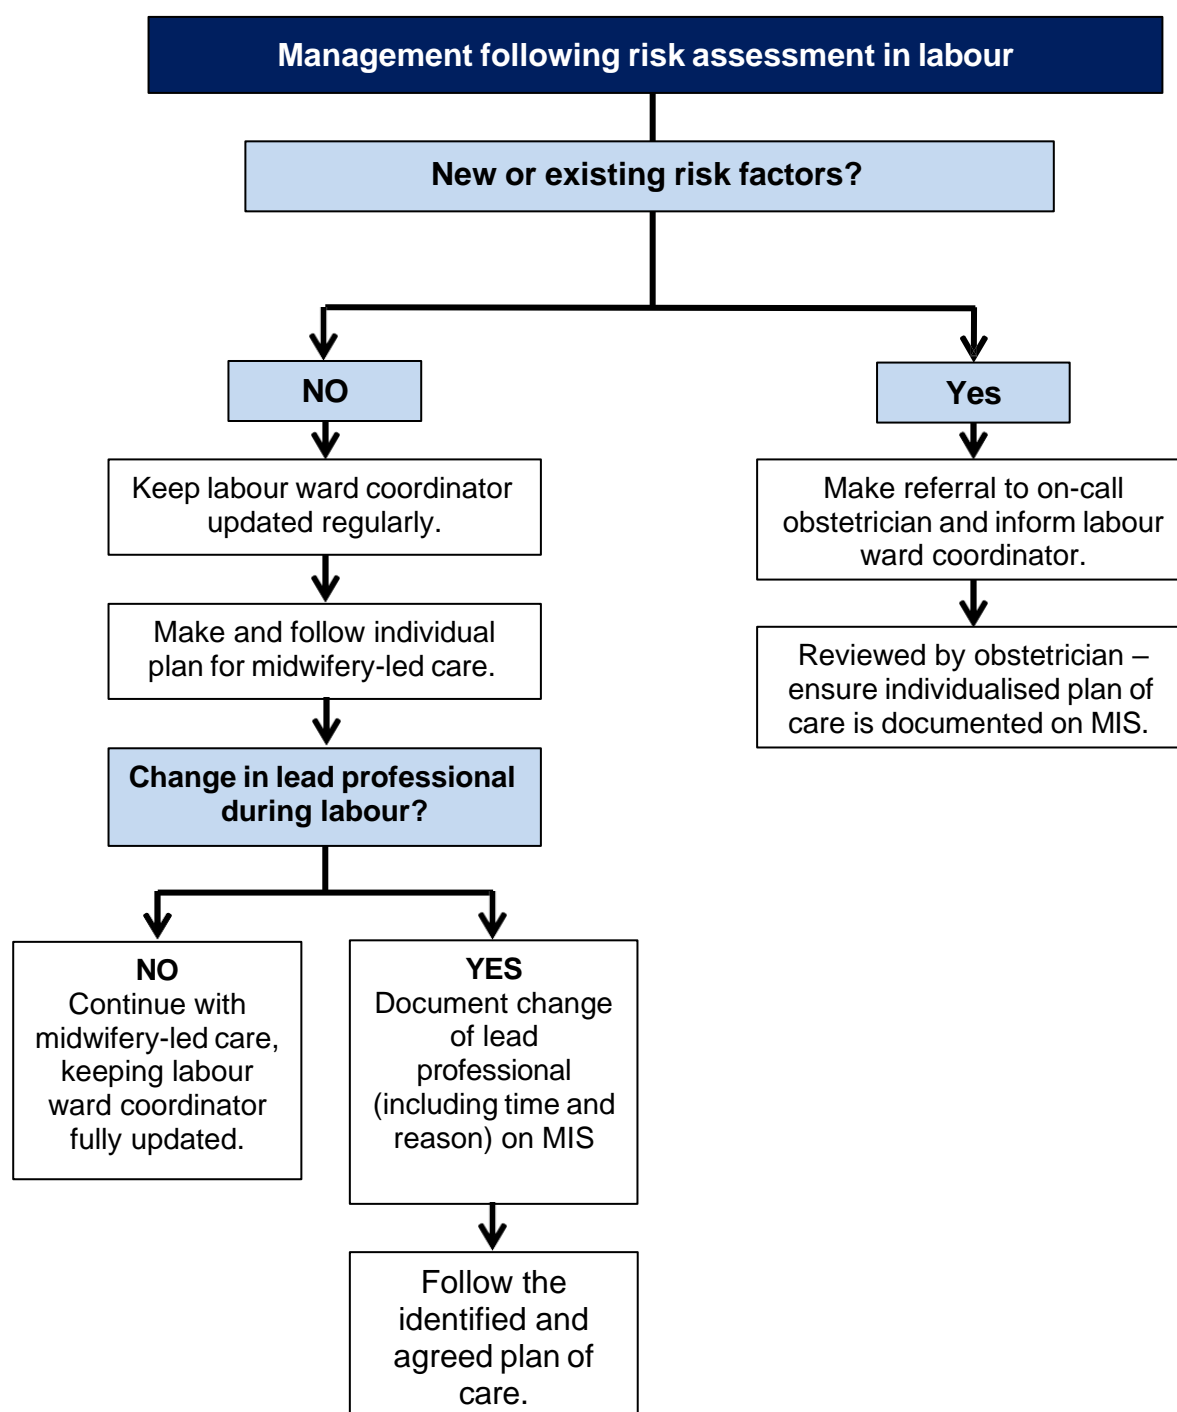 Management following risk assessment in labour
New or existing risk factors?
NO
Keep labour ward coordinator
updated regularly.
Make and follow individual
plan for midwifery-led care.
Change in lead professional
during labour?
NO
Continue with
midwifery-led care,
keeping labour
ward coordinator
fully updated.
YES
Document change
of lead
professional
(including time and
reason) on MIS
Follow the
identified and
agreed plan of
care.
Yes
Make referral to on-call
obstetrician and inform labour
ward coordinator.
Reviewed by obstetrician –
ensure individualised plan of
care is documented on MIS.